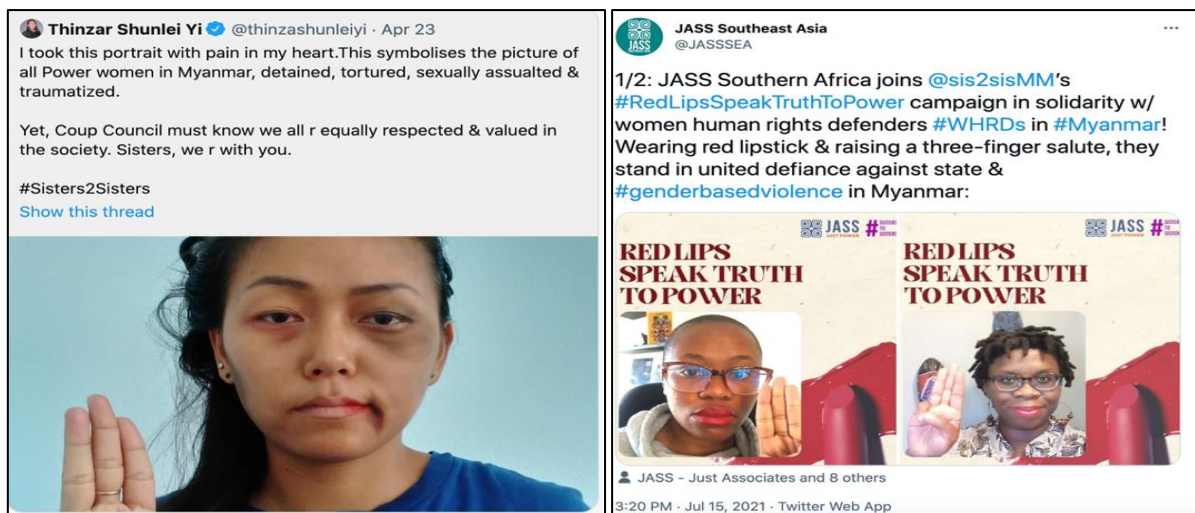 Thinzar Shunlei Yi @thinzashunleiyi · Apr 23
I took this portrait with pain in my heart.This symbolises the picture of
all Power women in Myanmar, detained, tortured, sexually assualted &
traumatized.
Yet, Coup Council must know we all r equally respected & valued in
the society. Sisters, we r with you.
#Sisters2Sisters
Show this thread
JASS Southeast Asia
@JASSSEA
JASS
1/2: JASS Southern Africa joins @sis2sisMM's
#RedLipsSpeakTruthToPower campaign in solidarity w/
women human rights defenders #WHRDs in #Myanmar!
Wearing red lipstick & raising a three-finger salute, they
stand in united defiance against state &
#genderbasedviolence in Myanmar:
JASS
JUST POWER
#
RED LIPS
SPEAK TRUTH
TO POWER
JASS
JUST POWER
#
RED LIPS
SPEAK TRUTH
TO POWER
JASS - Just Associates and 8 others
3:20 PM · Jul 15, 2021 · Twitter Web App